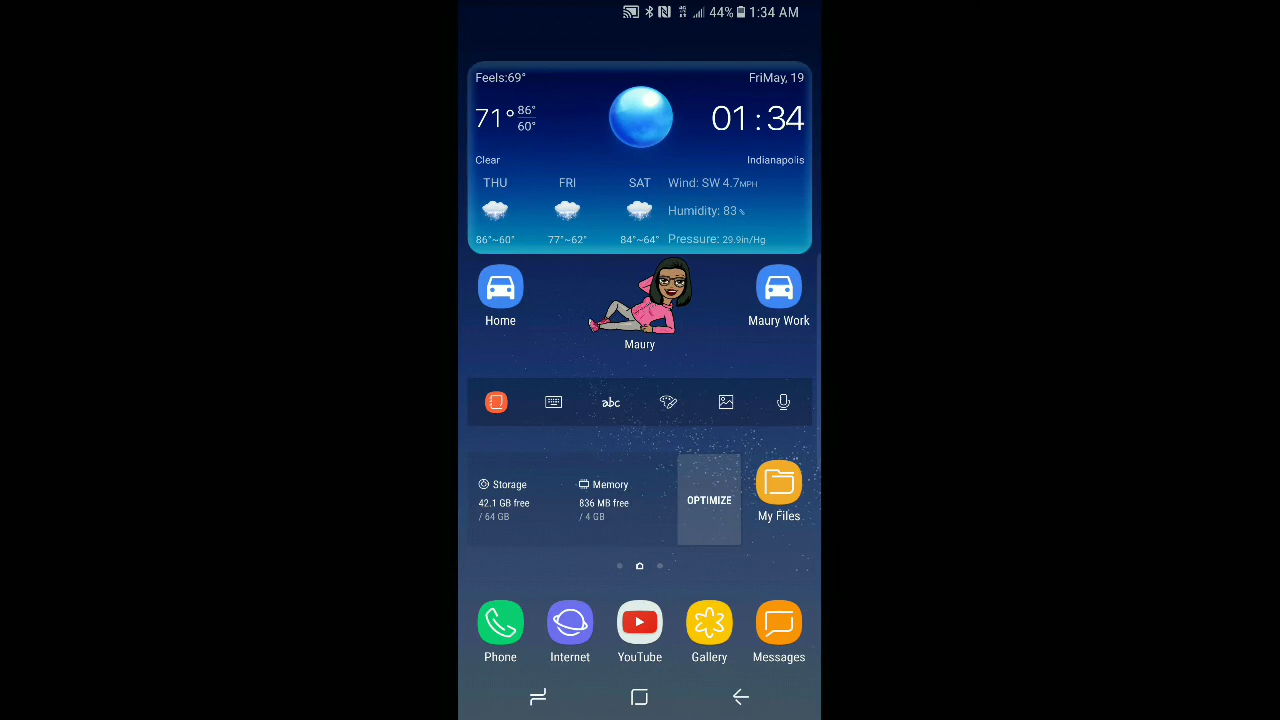 44% 1:34 AM
Feels:69° FriMay, 19
71° 86° 60° 01:34
Clear Indianapolis
THU FRI SAT Wind: SW 4.7MPH
Humidity: 83 %
86°~60° 77°~62° 84°~64° Pressure: 29.9in/Hg
Home Maury Work
Maury
abc
Storage Memory
42.1 GB free 836 MB free OPTIMIZE
/ 64 GB / 4 GB My Files
Phone Internet YouTube Gallery Messages